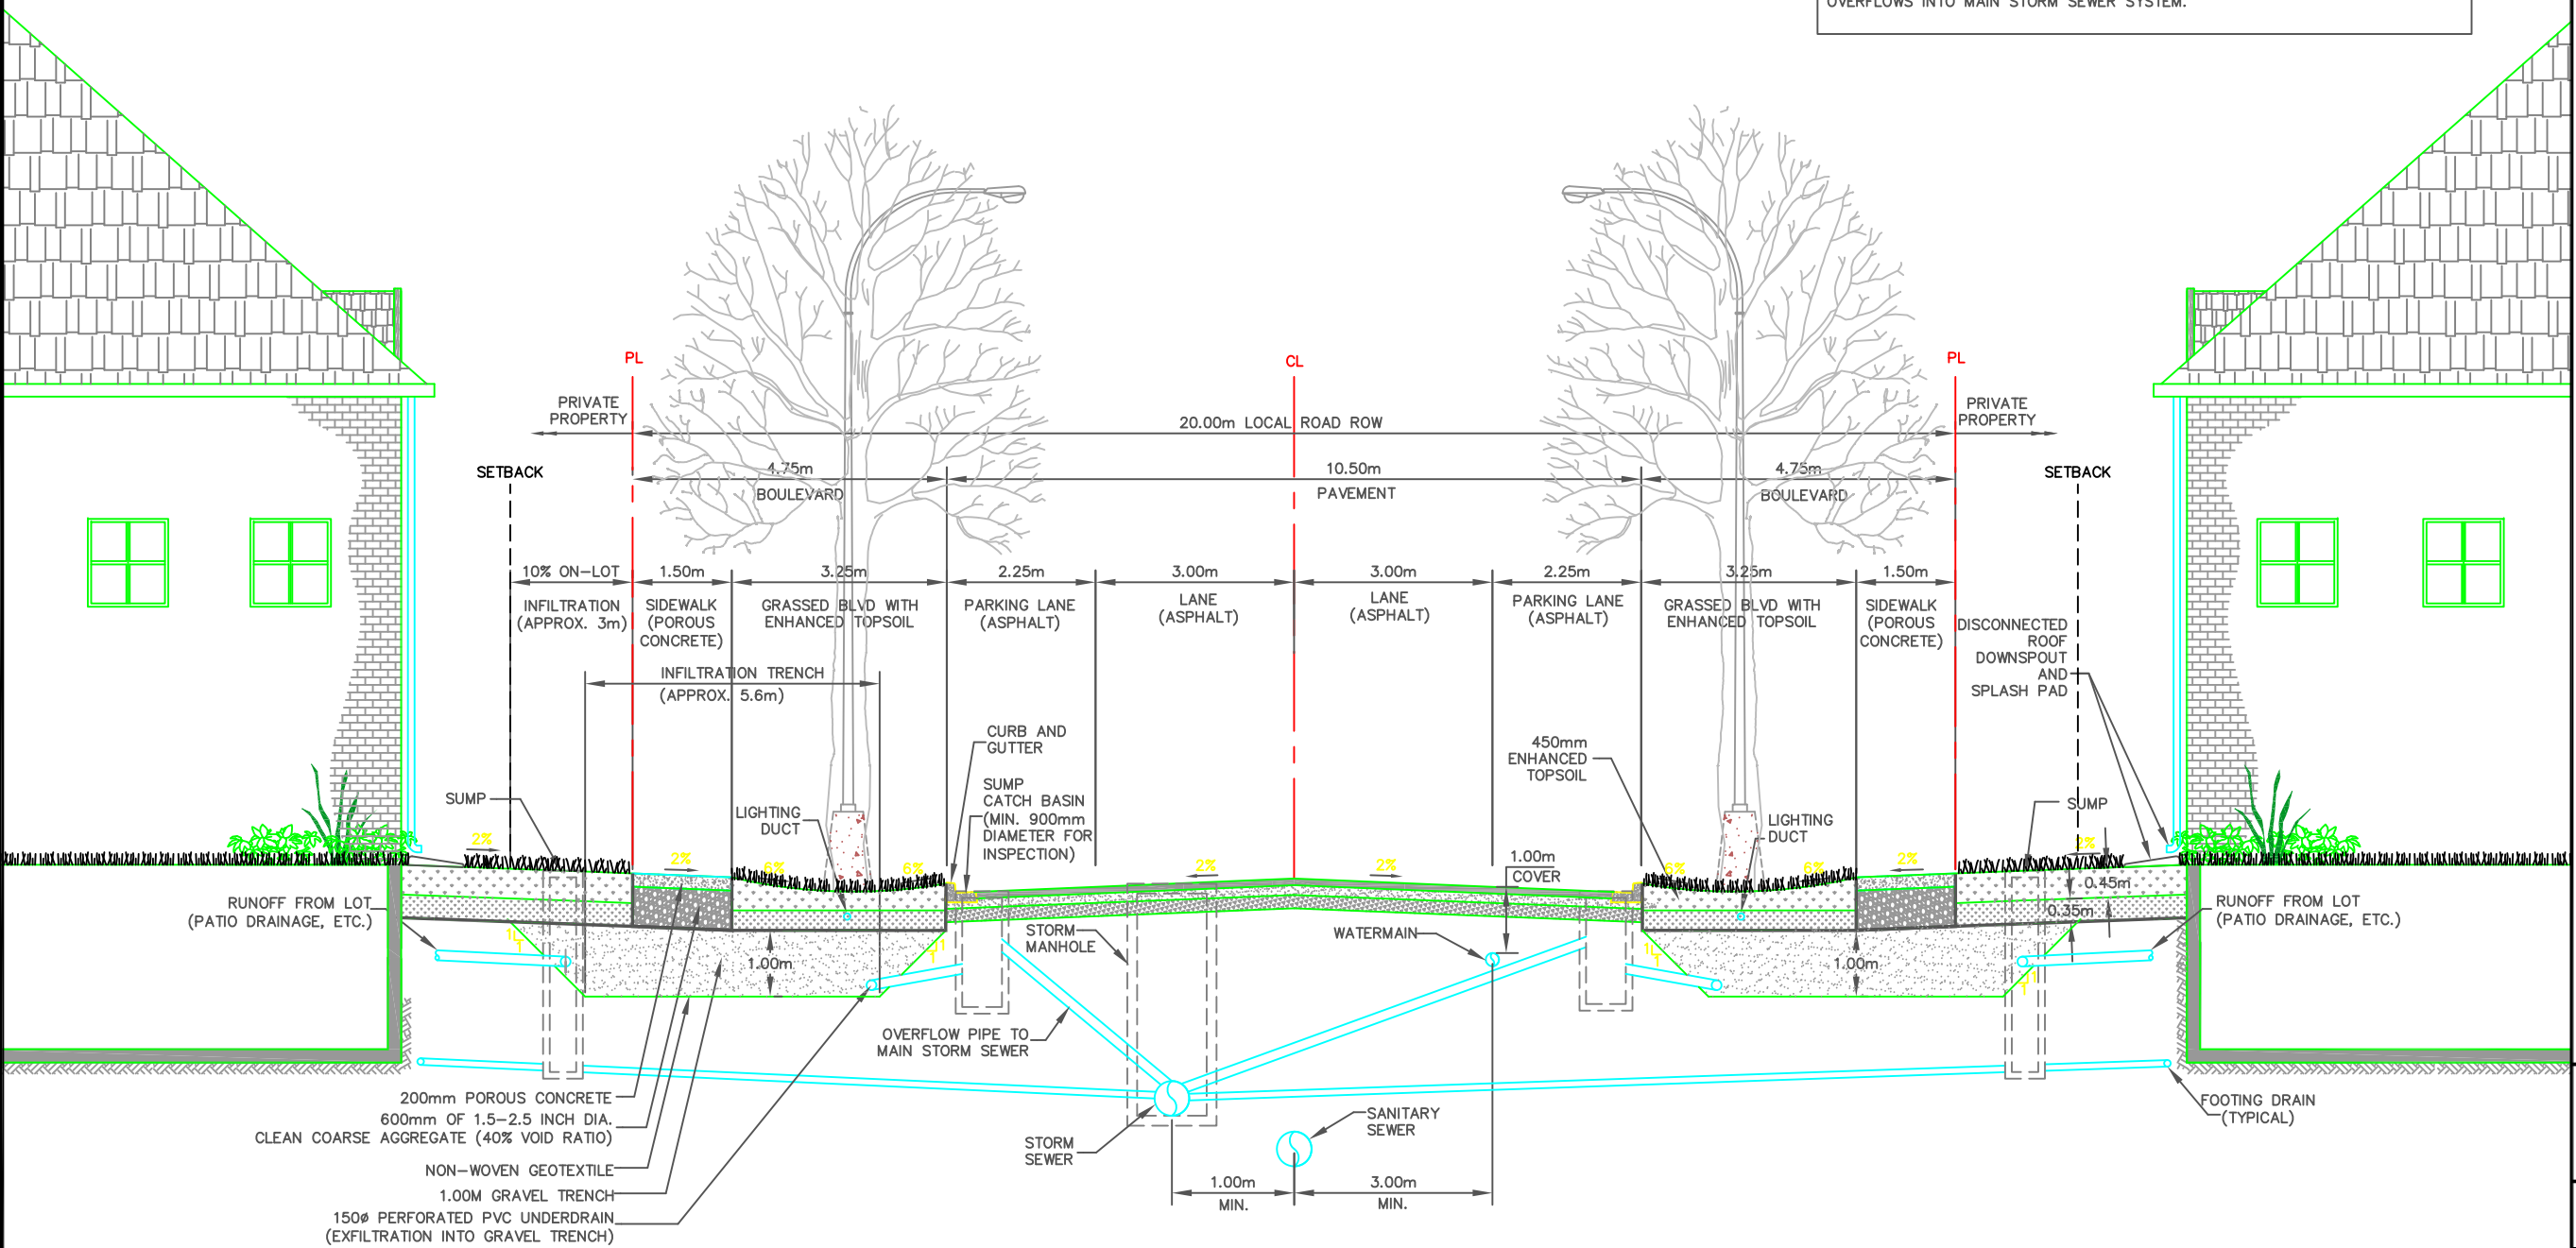 OVERFLOWS INTO MAIN STORM SEWER SYSTEM.
PL
CL
PL
PRIVATE
PROPERTY
20.00m LOCAL ROAD ROW
PRIVATE
PROPERTY
SETBACK
4.75m
BOULEVARD
10.50m
PAVEMENT
4.75m
BOULEVARD
SETBACK
10% ON-LOT
INFILTRATION
(APPROX. 3m)
1.50m
SIDEWALK
(POROUS
CONCRETE)
3.25m
GRASSED BLVD WITH
ENHANCED TOPSOIL
2.25m
PARKING LANE
(ASPHALT)
3.00m
LANE
(ASPHALT)
3.00m
LANE
(ASPHALT)
2.25m
PARKING LANE
(ASPHALT)
3.25m
GRASSED BLVD WITH
ENHANCED TOPSOIL
1.50m
SIDEWALK
(POROUS
CONCRETE)
DISCONNECTED
ROOF
DOWNSPOUT
AND
SPLASH PAD
INFILTRATION TRENCH
(APPROX. 5.6m)
CURB AND
GUTTER
SUMP
CATCH BASIN
(MIN. 900mm
DIAMETER FOR
INSPECTION)
450mm
ENHANCED
TOPSOIL
SUMP
LIGHTING
DUCT
LIGHTING
DUCT
SUMP
2%
2%
6%
6%
2%
2%
1.00m
COVER
6%
6%
2%
2%
0.45m
0.35m
RUNOFF FROM LOT
(PATIO DRAINAGE, ETC.)
RUNOFF FROM LOT
(PATIO DRAINAGE, ETC.)
STORM
MANHOLE
WATERMAIN
1
1
1
1
1
1
1
1
1.00m
1.00m
OVERFLOW PIPE TO
MAIN STORM SEWER
200mm POROUS CONCRETE
600mm OF 1.5-2.5 INCH DIA.
CLEAN COARSE AGGREGATE (40% VOID RATIO)
NON-WOVEN GEOTEXTILE
1.00M GRAVEL TRENCH
150ø PERFORATED PVC UNDERDRAIN
(EXFILTRATION INTO GRAVEL TRENCH)
STORM
SEWER
SANITARY
SEWER
FOOTING DRAIN
(TYPICAL)
1.00m
MIN.
3.00m
MIN.